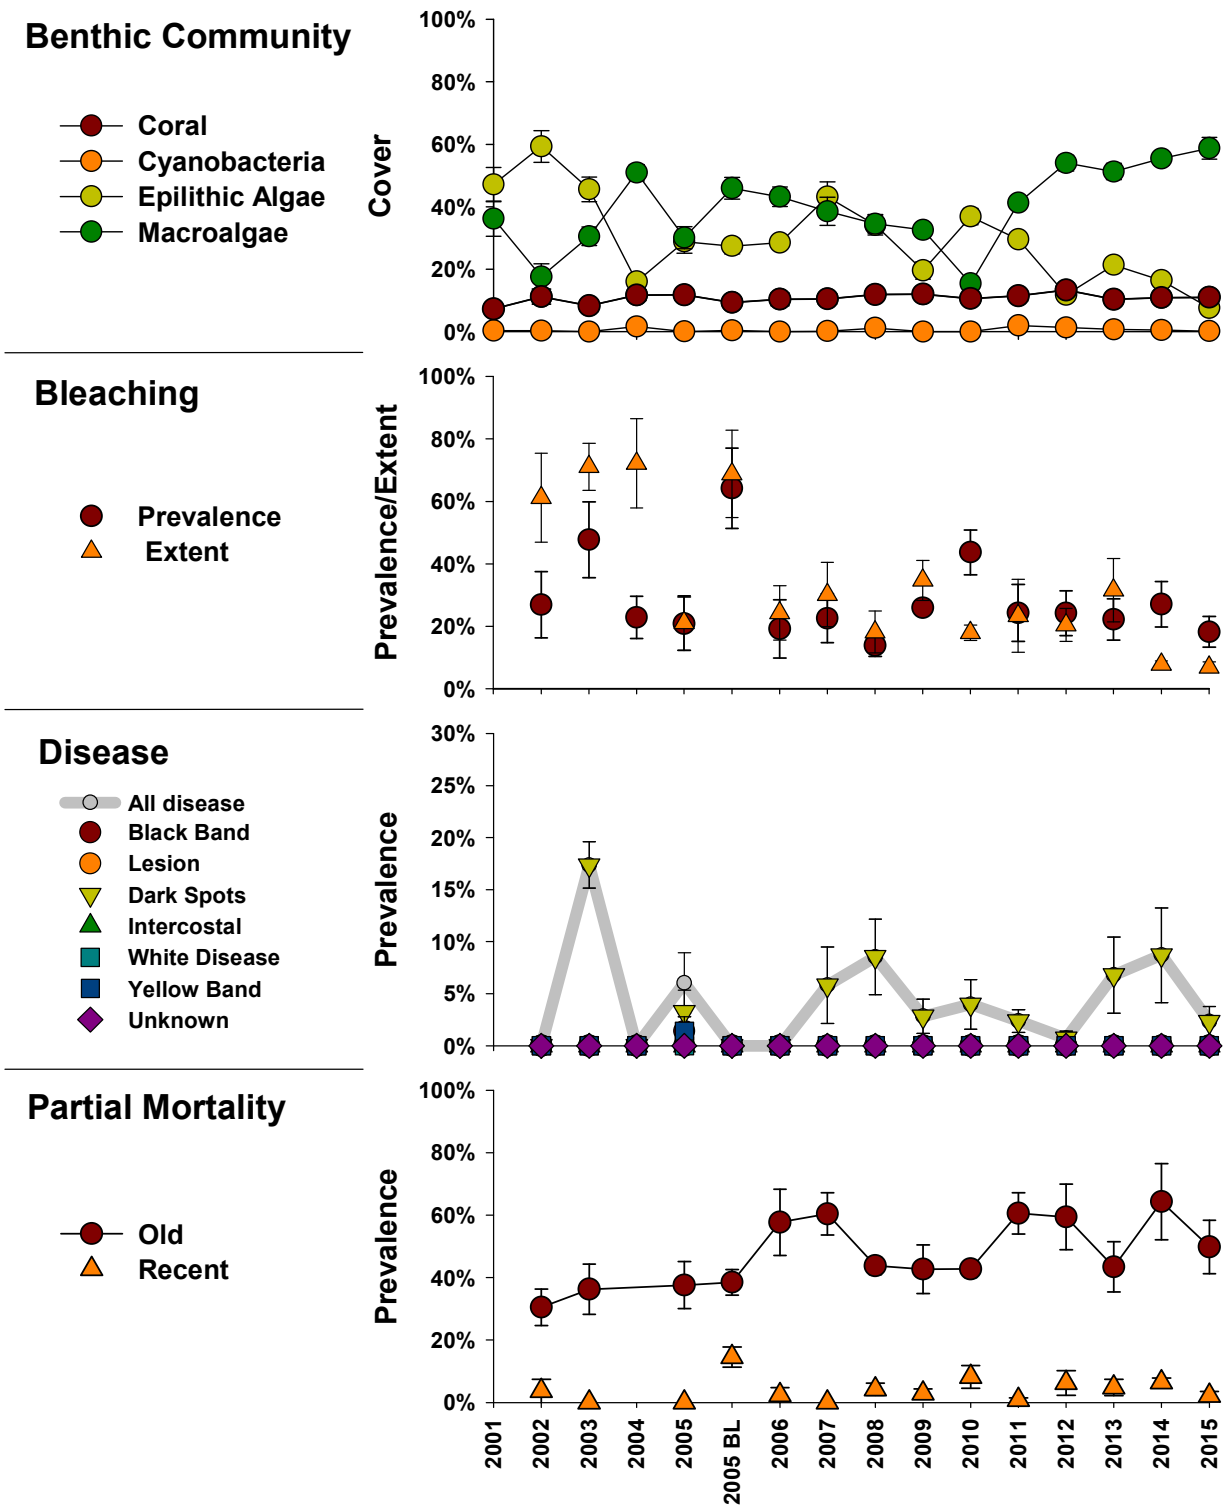 Benthic Community
Coral
Cyanobacteria
Epilithic Algae
Macroalgae
Cover
100%
80%
60%
40%
20%
0%
Bleaching
Prevalence
Extent
Prevalence/Extent
100%
80%
60%
40%
20%
0%
Disease
All disease
Black Band
Lesion
Dark Spots
Intercostal
White Disease
Yellow Band
Unknown
Prevalence
30%
25%
20%
15%
10%
5%
0%
Partial Mortality
Old
Recent
Prevalence
100%
80%
60%
40%
20%
0%
2001
2002
2003
2004
2005
2005 BL
2006
2007
2008
2009
2010
2011
2012
2013
2014
2015